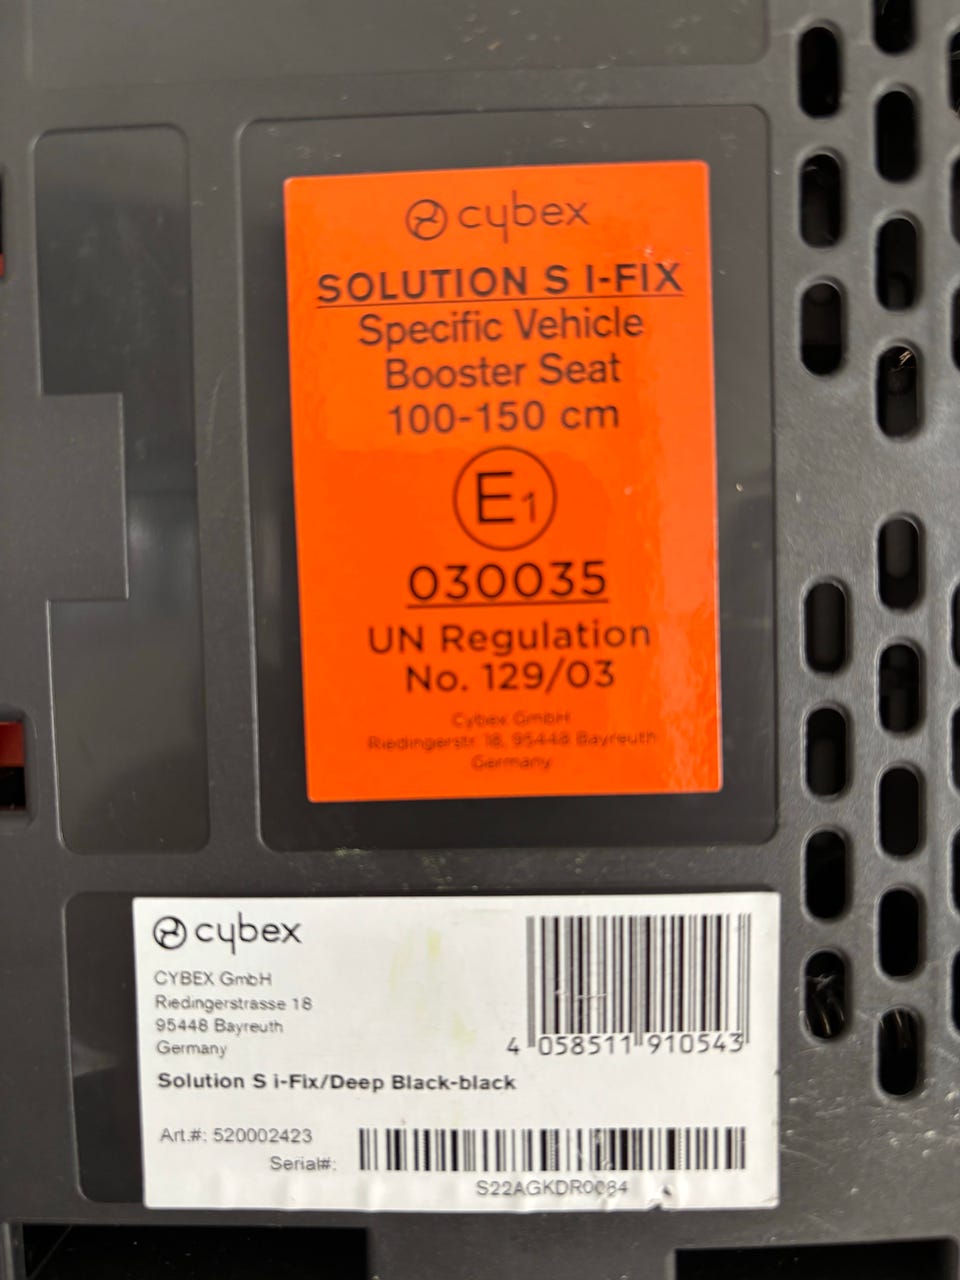 cybex
SOLUTION S I-FIX
Specific Vehicle
Booster Seat
100-150 cm
E1
030035
UN Regulation
No. 129/03
Cybex GmbH
Riedingerstr. 18, 95448 Bayreuth
Germany
cybex
CYBEX GmbH
Riedingerstrasse 18
95448 Bayreuth
Germany
4 058511 910543
Solution S i-Fix/Deep Black-black
Art.#: 520002423
Serial#:
S22AGKDR0084